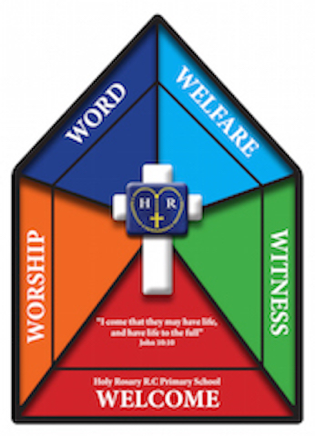 WORD
WELFARE
H R
WORSHIP
WITNESS
"I come that they may have life,
and have life to the full"
John 10:10
Holy Rosary R.C Primary School
WELCOME